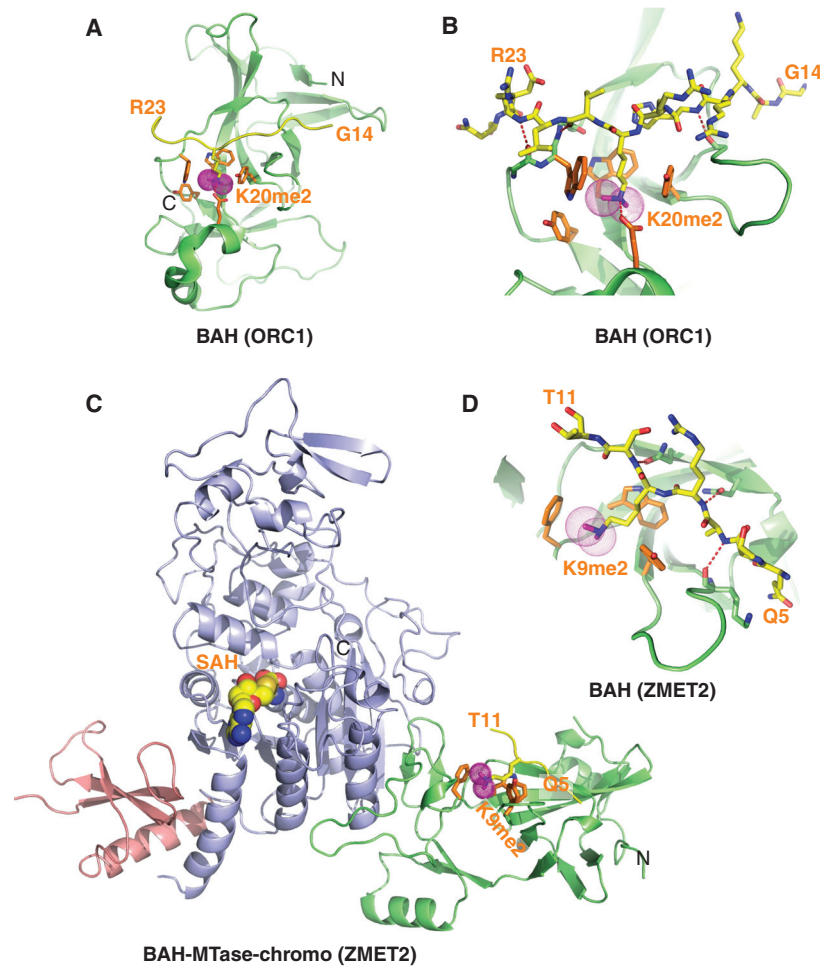 A
N
R23
G14
K20me2
C
BAH (ORC1)
B
R23
G14
K20me2
BAH (ORC1)
C
SAH
C
T11
Q5
K9me2
N
BAH-MTase-chromo (ZMET2)
D
T11
K9me2
Q5
BAH (ZMET2)